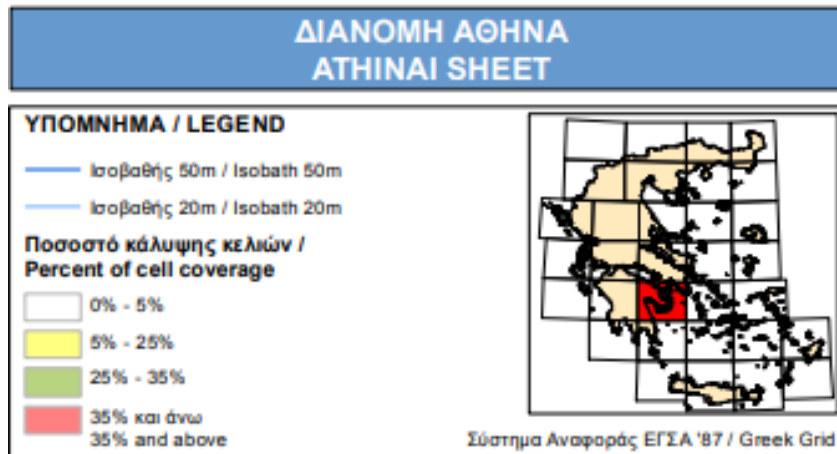 ΔΙΑΝΟΜΗ ΑΘΗΝΑ
ATHINAI SHEET
ΥΠΟΜΝΗΜΑ / LEGEND
Ισοβαθής 50m / Isobath 50m
Ισοβαθής 20m / Isobath 20m
Ποσοστό κάλυψης κελιών /
Percent of cell coverage
0% - 5%
5% - 25%
25% - 35%
35% και άνω
35% and above
Σύστημα Αναφοράς ΕΓΣΑ '87 / Greek Grid